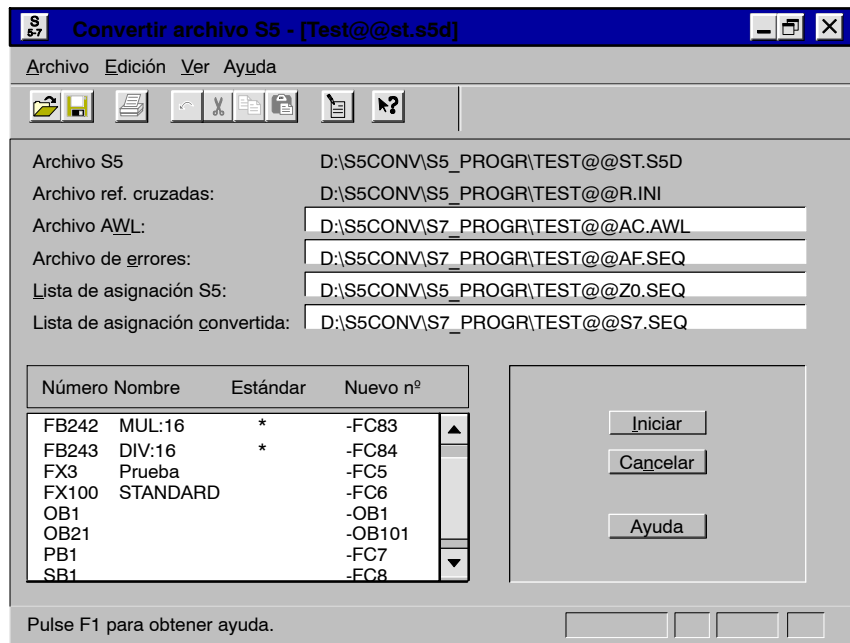 S
5-7
Convertir archivo S5 - [Test@@st.s5d]
Archivo Edición Ver Ayuda
Archivo S5 D:\S5CONV\S5_PROGR\TEST@@ST.S5D
Archivo ref. cruzadas: D:\S5CONV\S5_PROGR\TEST@@R.INI
Archivo AWL: D:\S5CONV\S7_PROGR\TEST@@AC.AWL
Archivo de errores: D:\S5CONV\S7_PROGR\TEST@@AF.SEQ
Lista de asignación S5: D:\S5CONV\S5_PROGR\TEST@@Z0.SEQ
Lista de asignación convertida: D:\S5CONV\S7_PROGR\TEST@@S7.SEQ
Número Nombre Estándar Nuevo nº
FB242 MUL:16 * -FC83
FB243 DIV:16 * -FC84
FX3 Prueba -FC5
FX100 STANDARD -FC6
OB1 -OB1
OB21 -OB101
PB1 -FC7
SB1 -FC8
Iniciar
Cancelar
Ayuda
Pulse F1 para obtener ayuda.